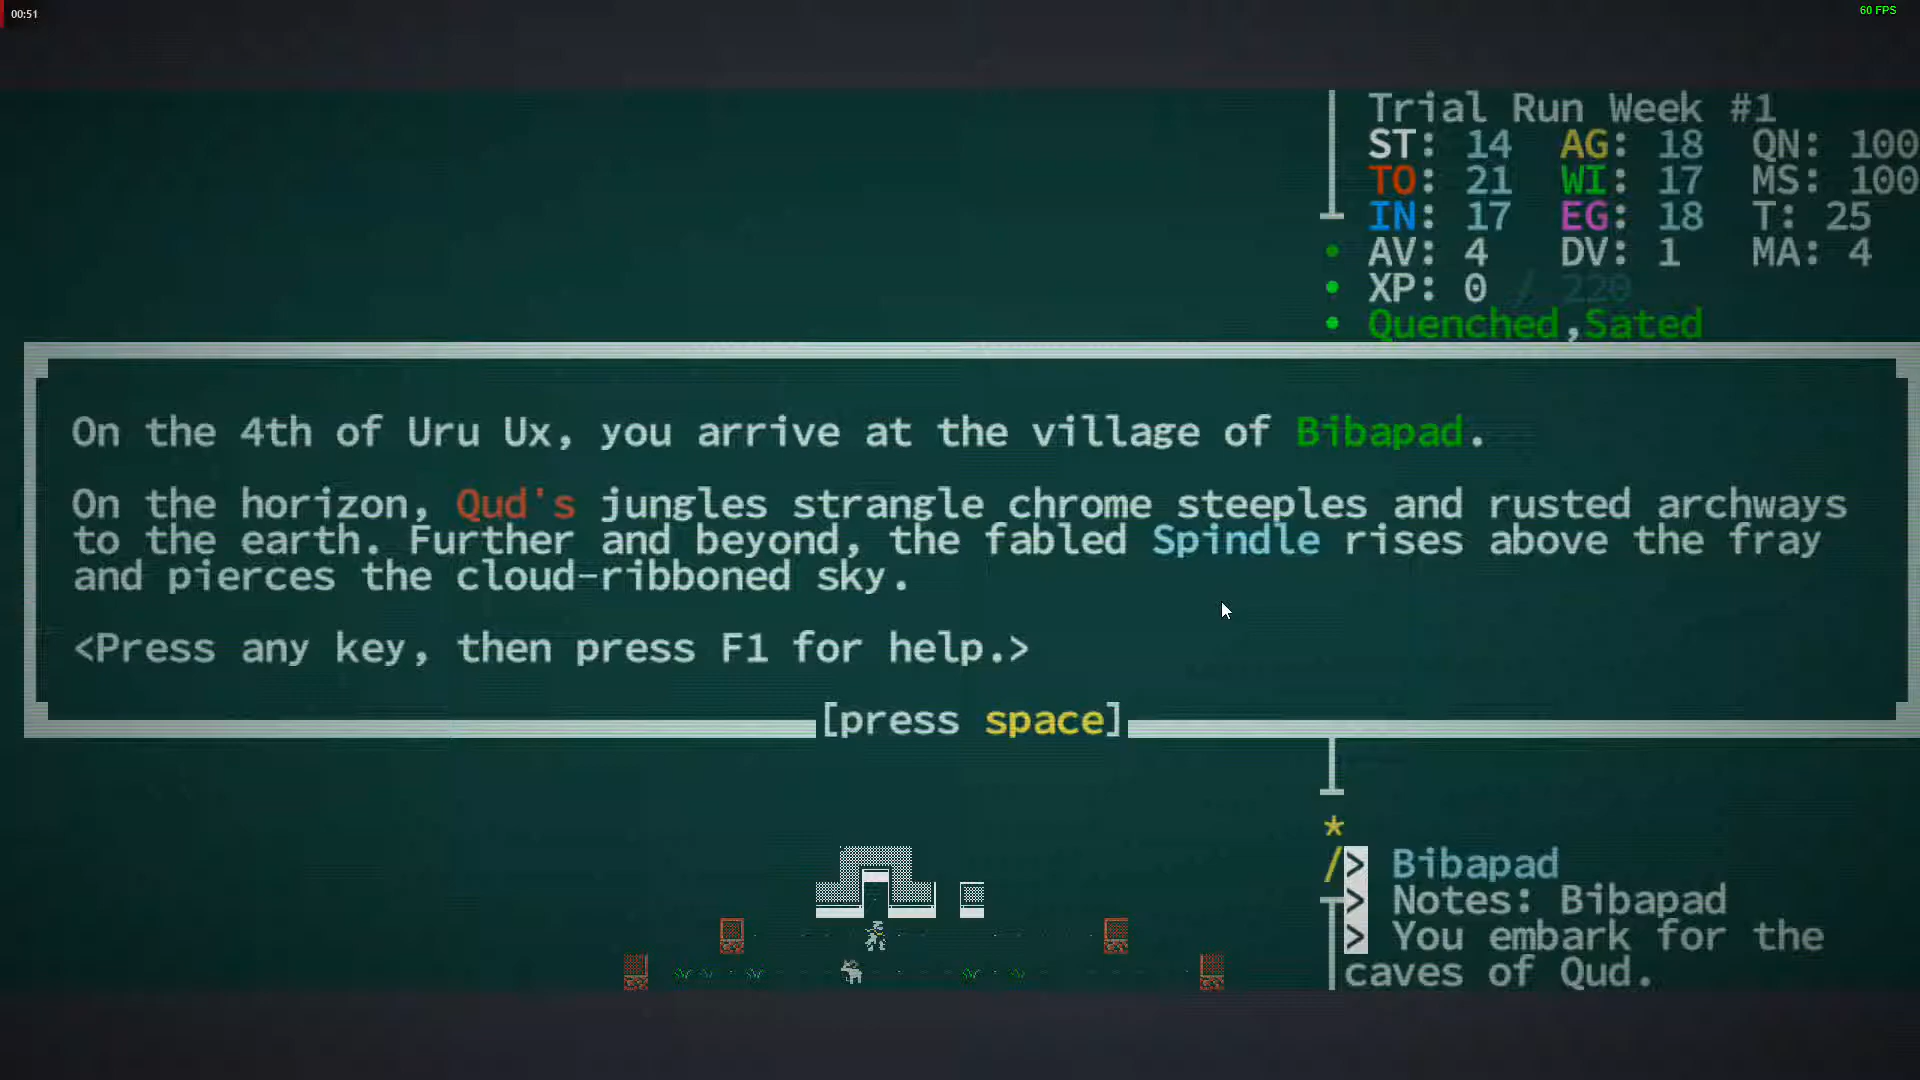 00:51
60 FPS
Trial Run Week #1
ST: 14 AG: 18 QN: 100
TO: 21 WI: 17 MS: 100
IN: 17 EG: 18 T: 25
AV: 4 DV: 1 MA: 4
XP: 0 / 220
Quenched,Sated
On the 4th of Uru Ux, you arrive at the village of Bibapad.
On the horizon, Qud's jungles strangle chrome steeples and rusted archways
to the earth. Further and beyond, the fabled Spindle rises above the fray
and pierces the cloud-ribboned sky.
<Press any key, then press F1 for help.>
[press space]
*
/> Bibapad
> Notes: Bibapad
> You embark for the
caves of Qud.